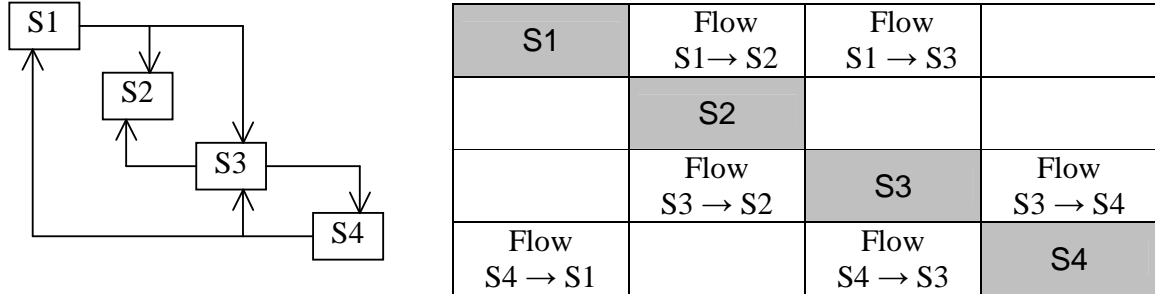 S1
S2
S3
S4
S1
Flow
S1→ S2
Flow
S1 → S3
S2
Flow
S3 → S2
S3
Flow
S3 → S4
Flow
S4 → S1
Flow
S4 → S3
S4